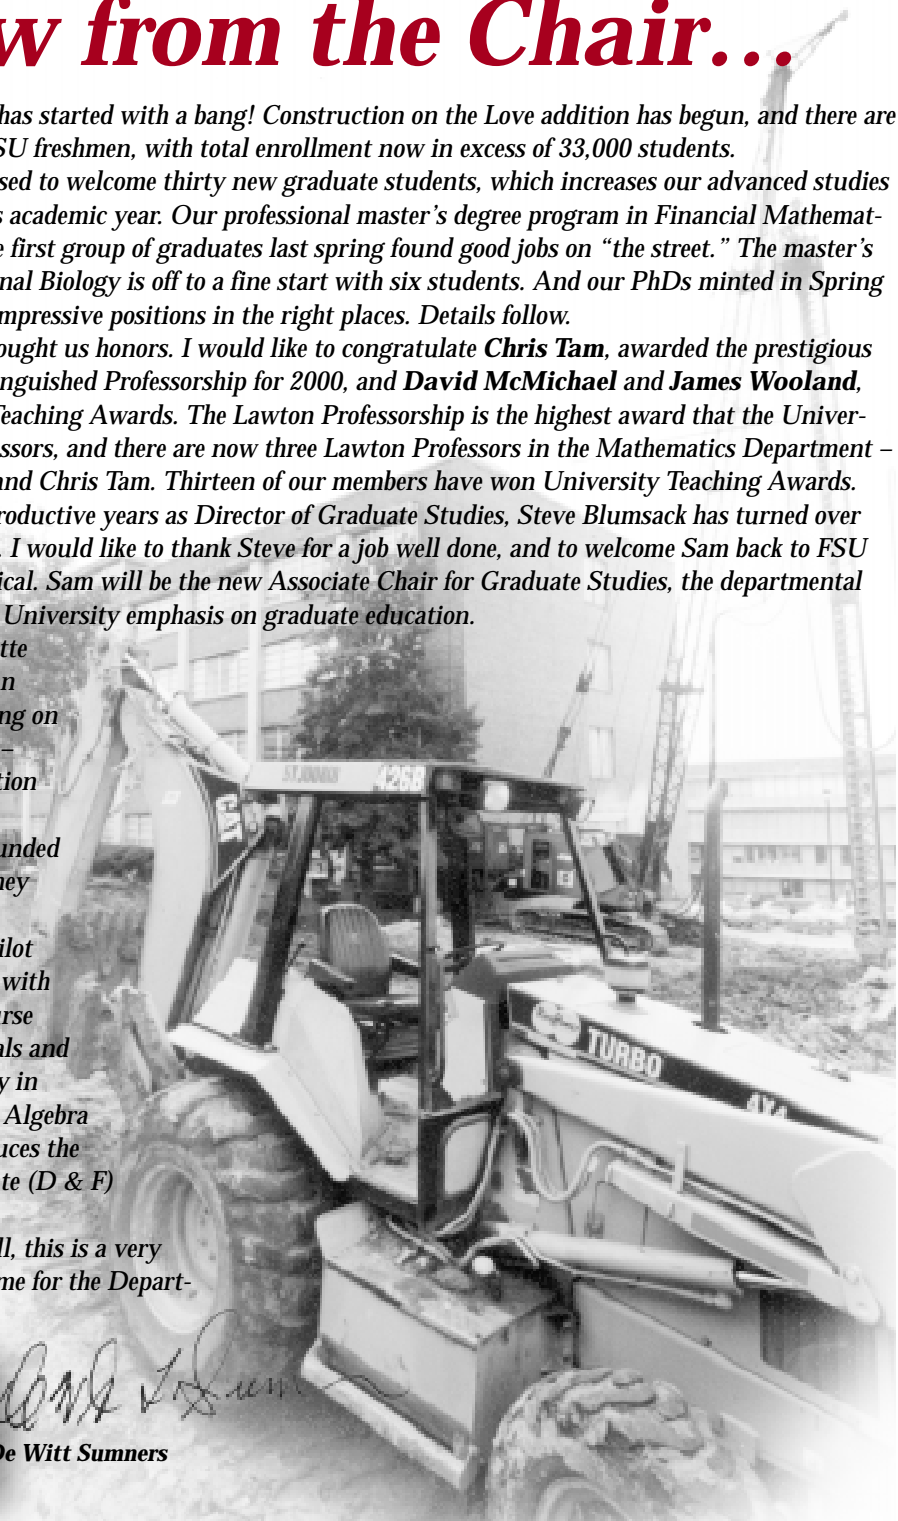 w from the Chair...
has started with a bang! Construction on the Love addition has begun, and there are
SU freshmen, with total enrollment now in excess of 33,000 students.
sed to welcome thirty new graduate students, which increases our advanced studies
s academic year. Our professional master's degree program in Financial Mathemat-
e first group of graduates last spring found good jobs on “the street.” The master's
nal Biology is off to a fine start with six students. And our PhDs minted in Spring
mpressive positions in the right places. Details follow.
ought us honors. I would like to congratulate Chris Tam, awarded the prestigious
nguished Professorship for 2000, and David McMichael and James Wooland,
Teaching Awards. The Lawton Professorship is the highest award that the Univer-
ssors, and there are now three Lawton Professors in the Mathematics Department –
and Chris Tam. Thirteen of our members have won University Teaching Awards.
roductive years as Director of Graduate Studies, Steve Blumsack has turned over
. I would like to thank Steve for a job well done, and to welcome Sam back to FSU
ical. Sam will be the new Associate Chair for Graduate Studies, the departmental
University emphasis on graduate education.
tte
n
ng on
–
tion
unded
ney
ilot
with
urse
als and
y in
Algebra
uces the
te (D & F)
ll, this is a very
me for the Depart-
De Witt Sumners
426B
CAT
TURBO
4X4